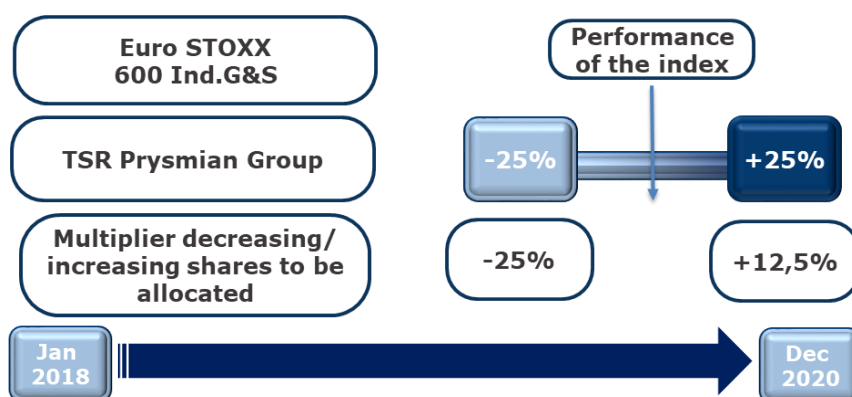 Euro STOXX
600 Ind.G&S
Performance
of the index
TSR Prysmian Group
-25%
+25%
Multiplier decreasing/
increasing shares to be
allocated
-25%
+12,5%
Jan
2018
Dec
2020